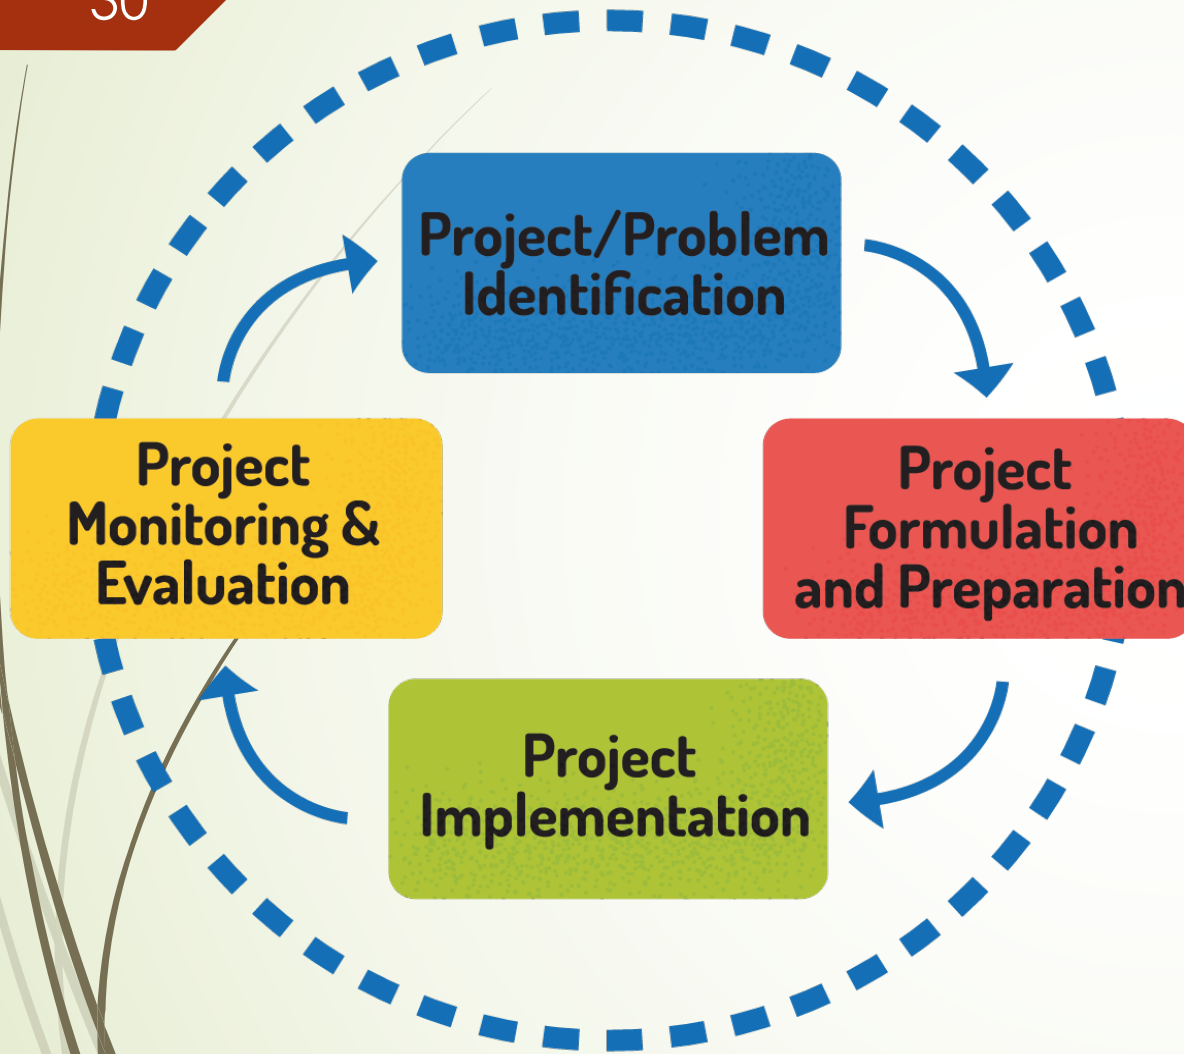 30
Project/Problem
Identification
Project
Monitoring &
Evaluation
Project
Formulation
and Preparation
Project
Implementation